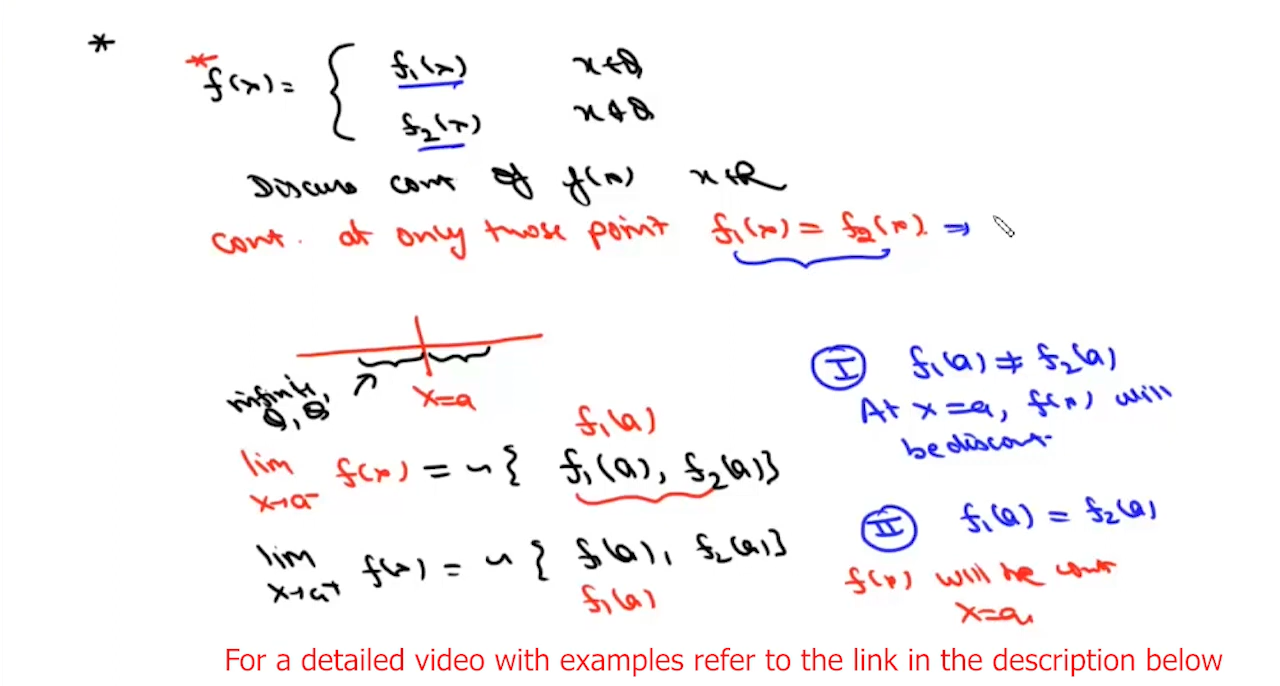 *
* f(x) = { f₁(x) x∈Q
f₂(x) x∉Q
Discuss cont of f(x) x∈R
cont. at only those point f₁(x) = f₂(x) ⇒
infinite,
x=a
f₁(a)
lim x→a⁻ f(x) = { f₁(a), f₂(a)}
lim x→a⁺ f(x) = { f₁(a), f₂(a)}
f₁(a)
I f₁(a) ≠ f₂(a)
At x=a, f(x) will
be discont.
II f₁(a) = f₂(a)
f(x) will be cont
x=a
For a detailed video with examples refer to the link in the description below